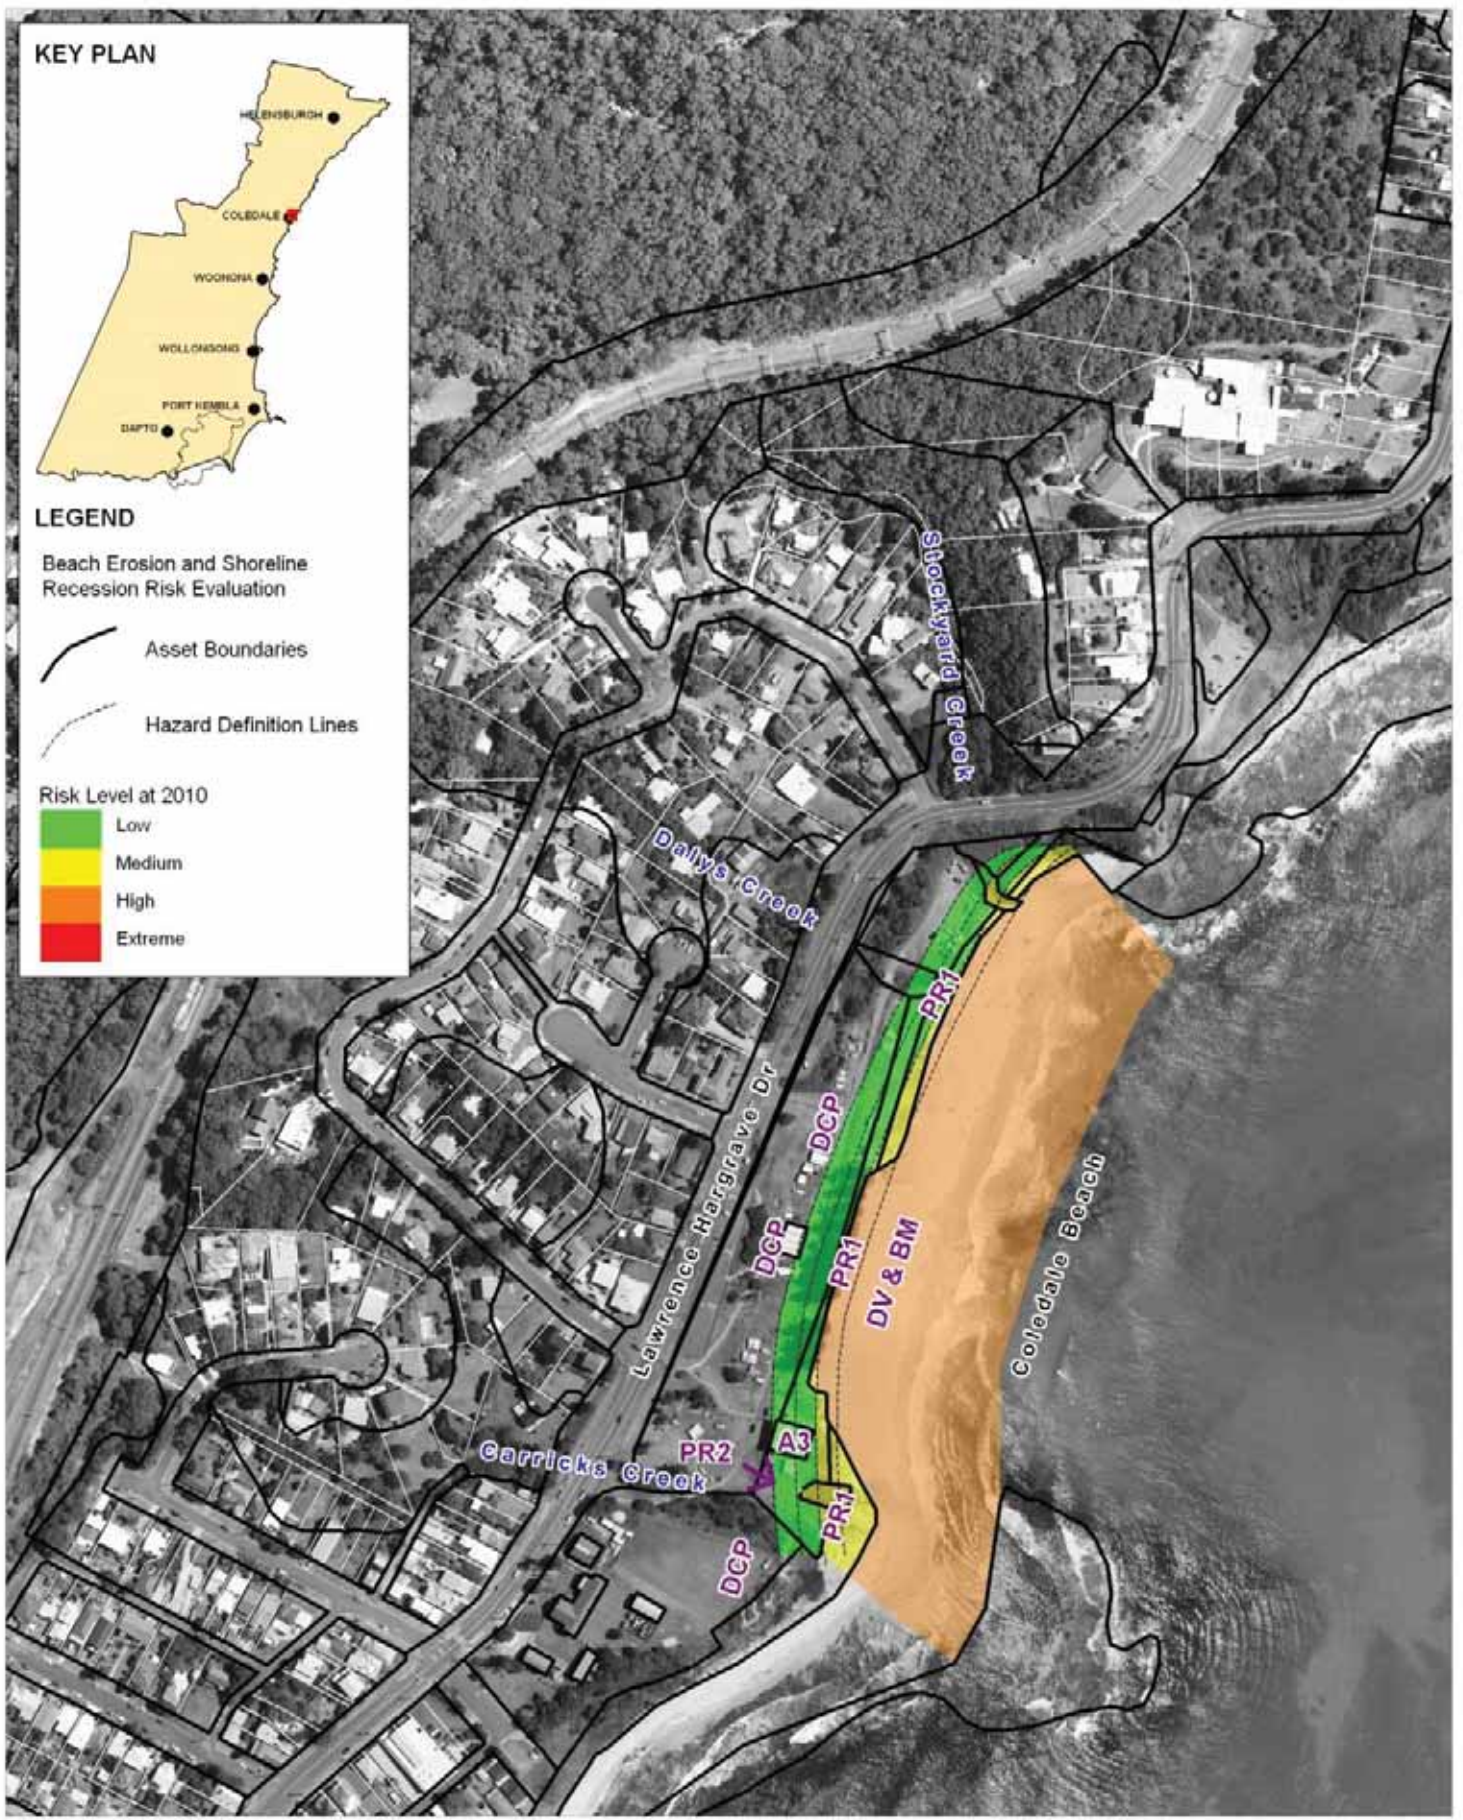 KEY PLAN
HELENSBURGH
COLEDALE
WOONONA
WOLLONGONG
PORT KEMBLA
DAPTO
LEGEND
Beach Erosion and Shoreline
Recession Risk Evaluation
Asset Boundaries
Hazard Definition Lines
Risk Level at 2010
Low
Medium
High
Extreme
Stockyard Creek
Dalys Creek
PR1
Lawrence Hargrave Dr
DCP
DCP
PR1
DV & BM
Coledale Beach
PR2
A3
Carricks Creek
PR1
DCP